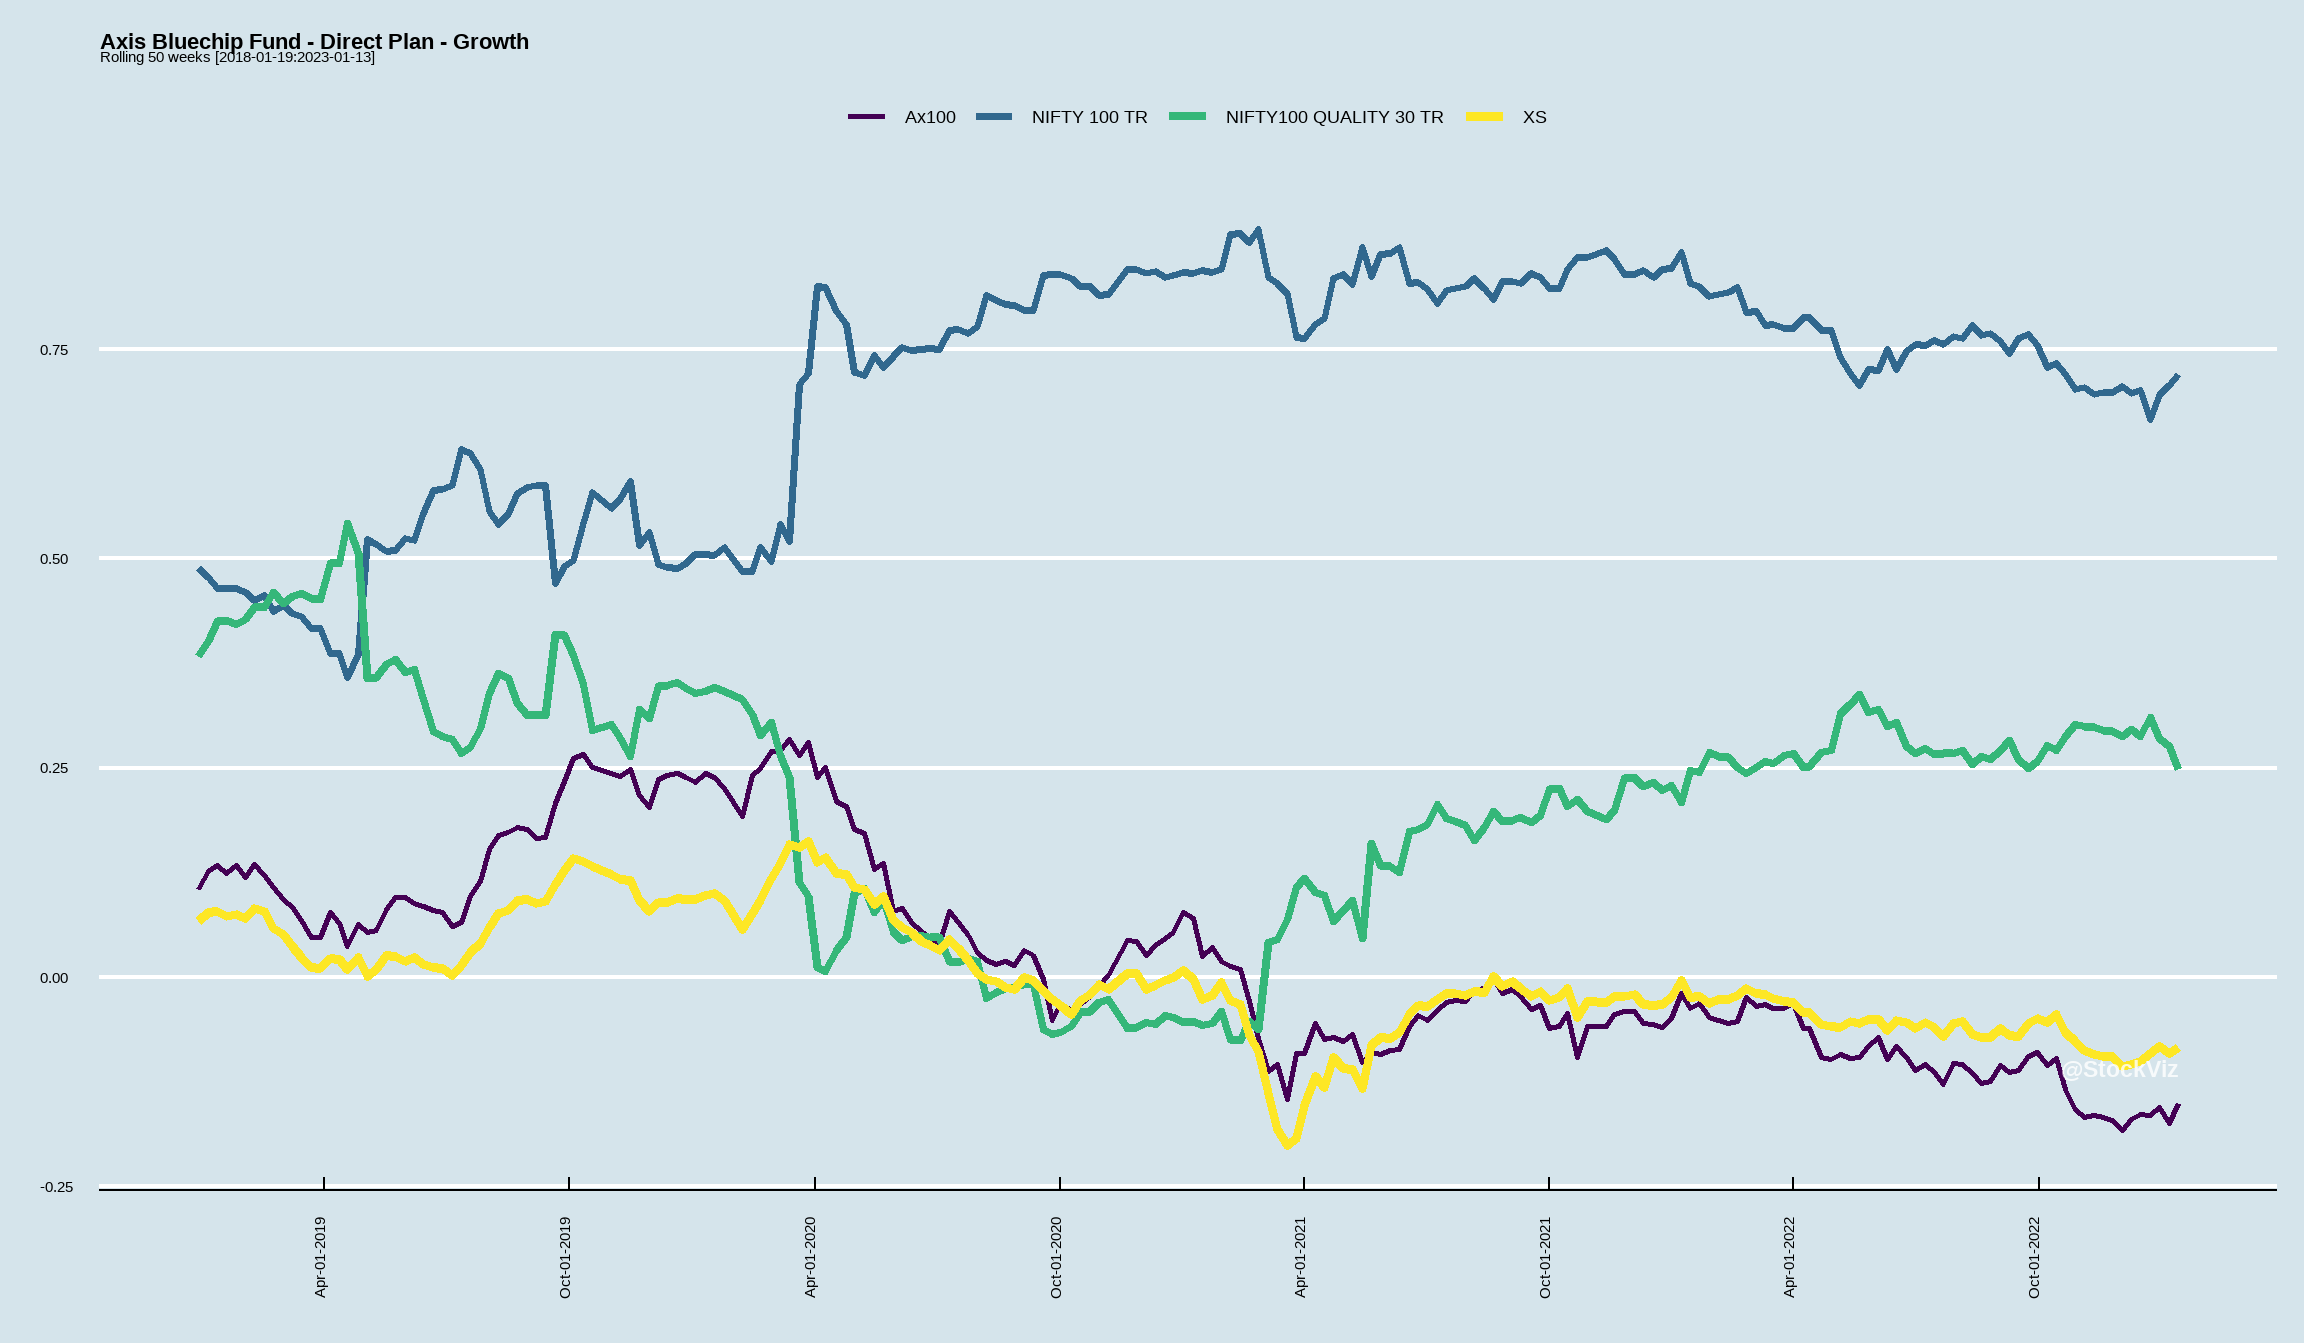 Axis Bluechip Fund - Direct Plan - Growth
Rolling 50 weeks [2018-01-19:2023-01-13]
Ax100 NIFTY 100 TR NIFTY100 QUALITY 30 TR XS
0.75
0.50
0.25
0.00
@StockViz
-0.25
Apr-01-2019 Oct-01-2019 Apr-01-2020 Oct-01-2020 Apr-01-2021 Oct-01-2021 Apr-01-2022 Oct-01-2022